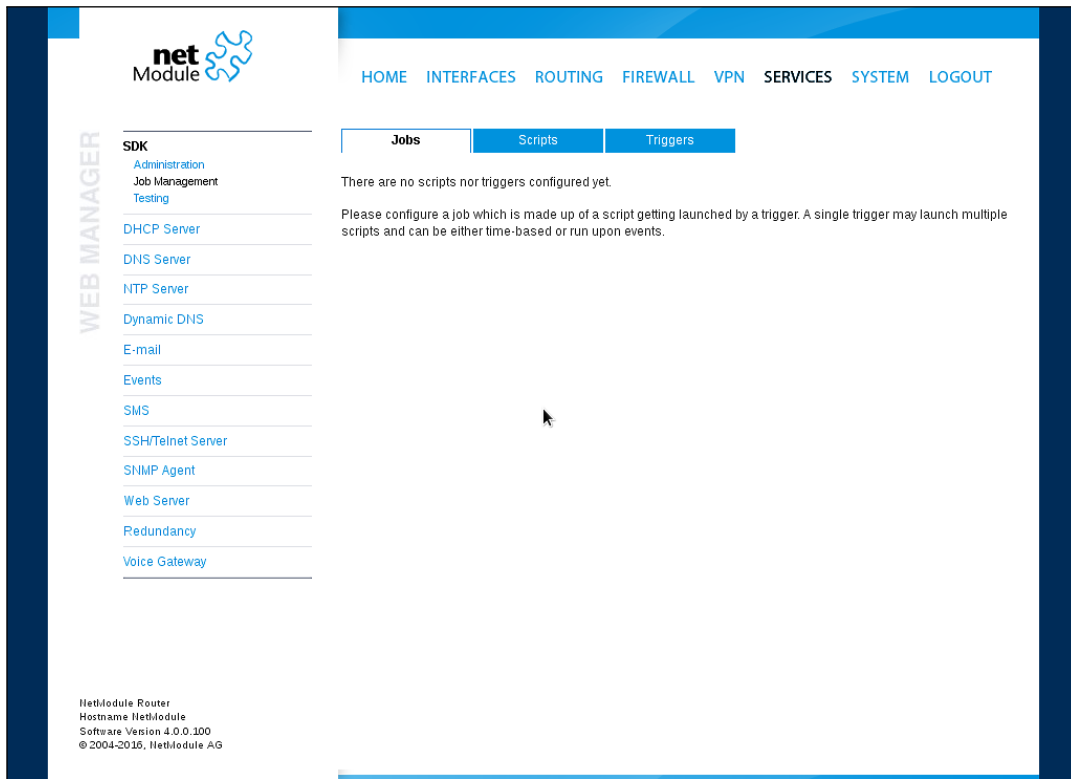 net
Module
HOME INTERFACES ROUTING FIREWALL VPN SERVICES SYSTEM LOGOUT
WEB MANAGER
SDK
Administration
Job Management
Testing
DHCP Server
DNS Server
NTP Server
Dynamic DNS
E-mail
Events
SMS
SSH/Telnet Server
SNMP Agent
Web Server
Redundancy
Voice Gateway
Jobs Scripts Triggers
There are no scripts nor triggers configured yet.
Please configure a job which is made up of a script getting launched by a trigger. A single trigger may launch multiple
scripts and can be either time-based or run upon events.
NetModule Router
Hostname NetModule
Software Version 4.0.0.100
© 2004-2016, NetModule AG